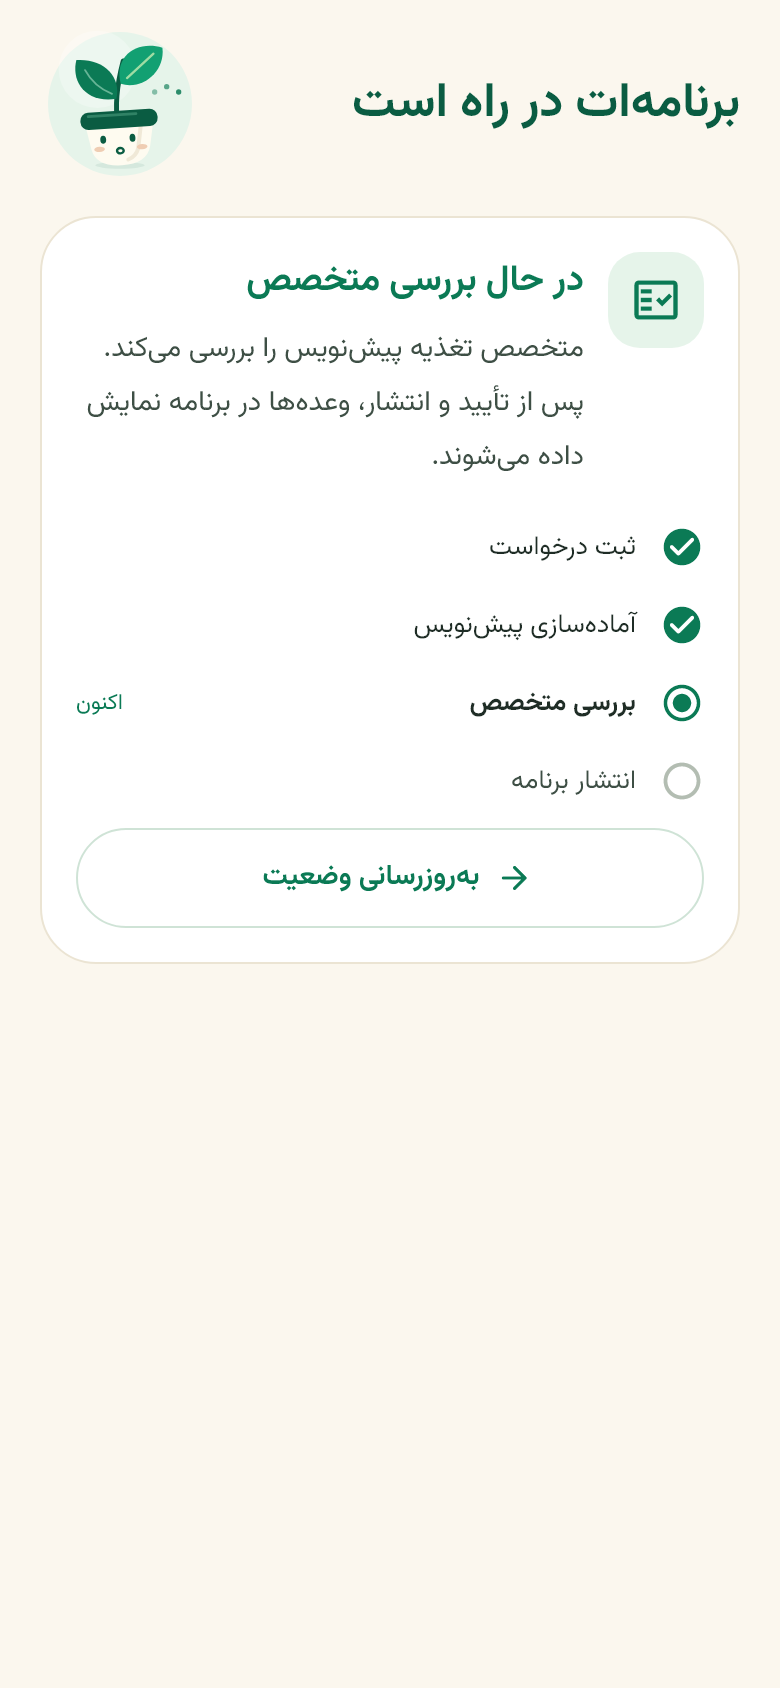 برنامه‌ات در راه است
در حال بررسی متخصص
متخصص تغذیه پیش‌نویس را بررسی می‌کند.
پس از تأیید و انتشار، وعده‌ها در برنامه نمایش
داده می‌شوند.
ثبت درخواست
آماده‌سازی پیش‌نویس
بررسی متخصص
اکنون
انتشار برنامه
به‌روزرسانی وضعیت